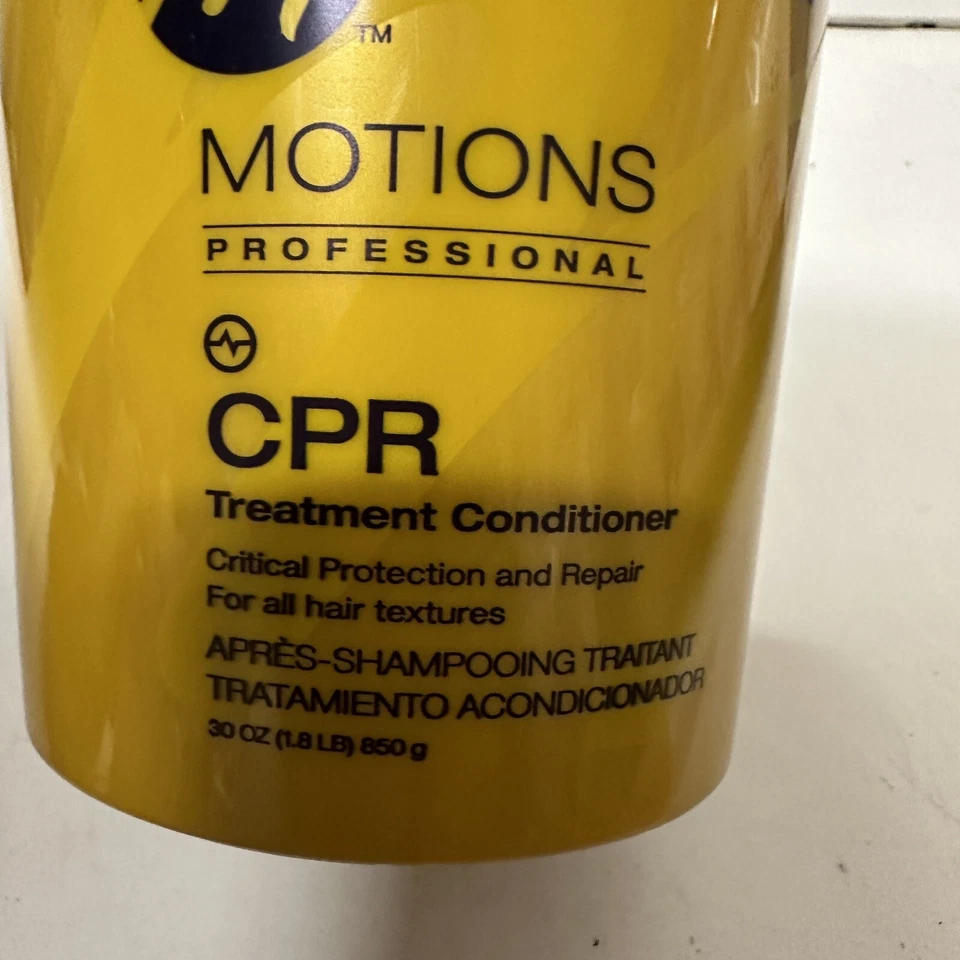 TM
MOTIONS
PROFESSIONAL
CPR
Treatment Conditioner
Critical Protection and Repair
For all hair textures
APRÈS-SHAMPOOING TRAITANT
TRATAMIENTO ACONDICIONADOR
30 OZ (1.8 LB) 850 g